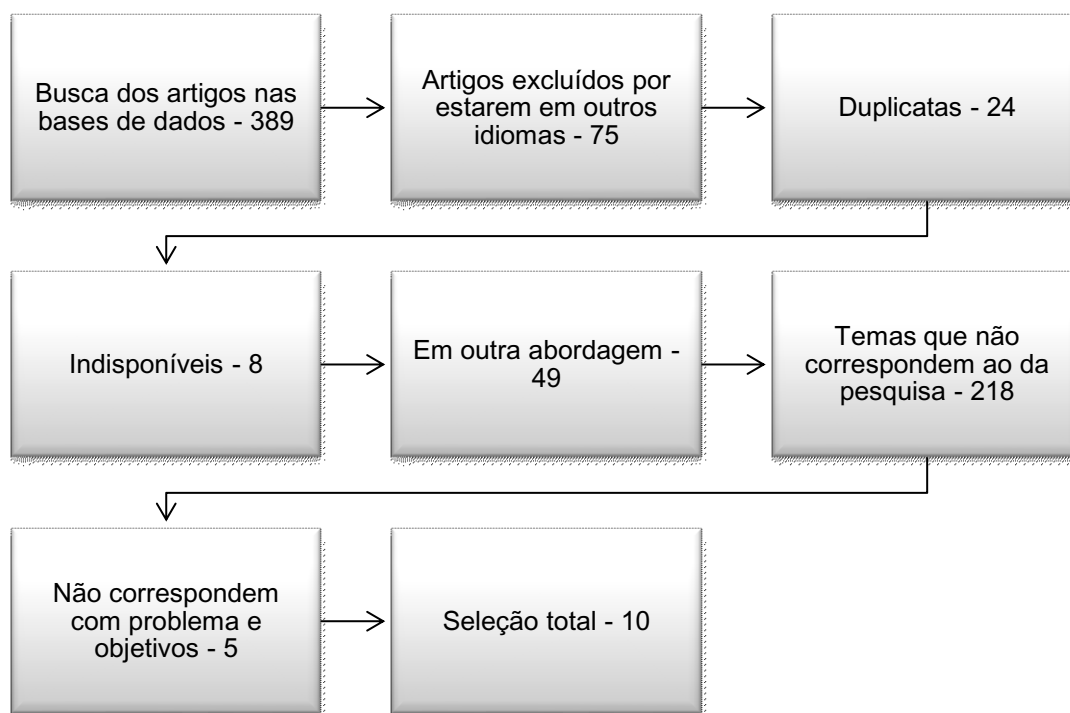 Busca dos artigos nas
bases de dados - 389
Artigos excluídos por
estarem em outros
idiomas - 75
Duplicatas - 24
Indisponíveis - 8
Em outra abordagem -
49
Temas que não
correspondem ao da
pesquisa - 218
Não correspondem
com problema e
objetivos - 5
Seleção total - 10